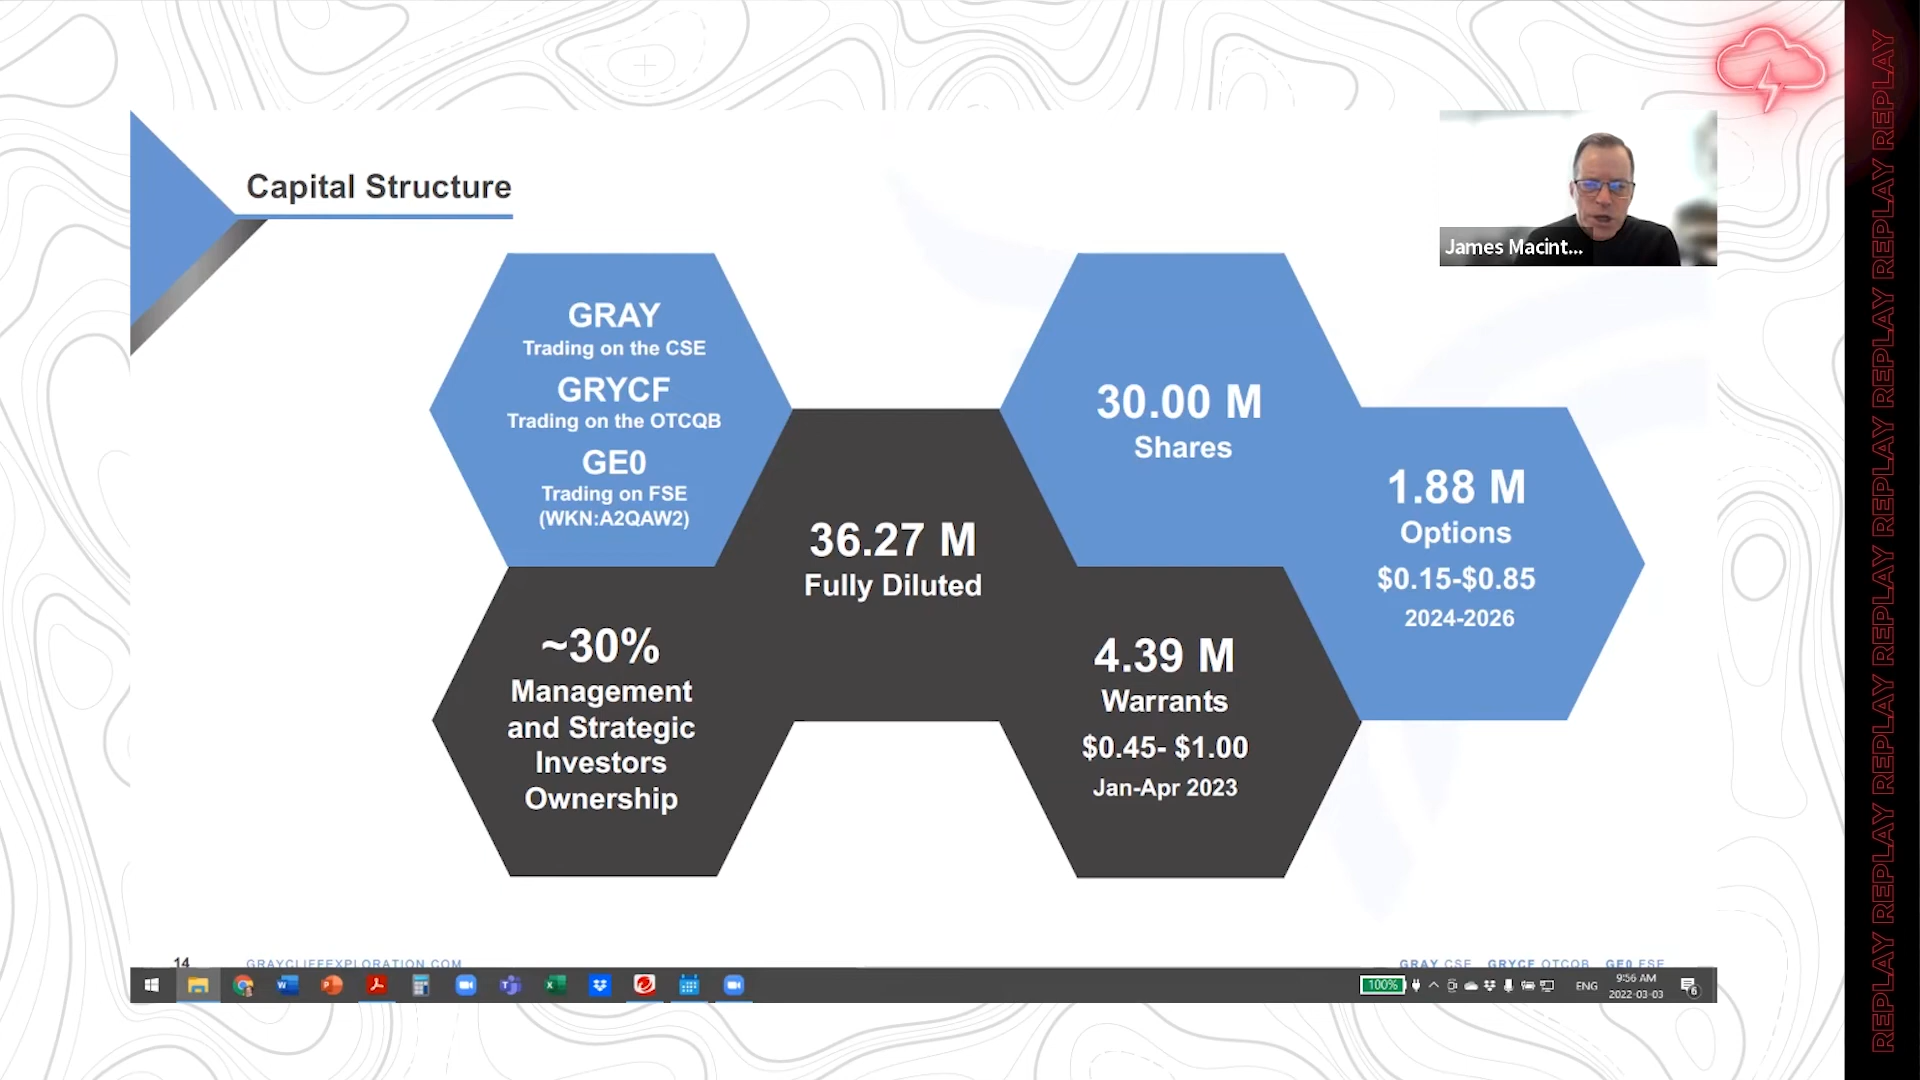 Capital Structure
James Macint...
GRAY
Trading on the CSE
GRYCF
Trading on the OTCQB
GE0
Trading on FSE
(WKN:A2QAW2)
30.00 M
Shares
1.88 M
Options
$0.15-$0.85
2024-2026
36.27 M
Fully Diluted
~30%
Management
and Strategic
Investors
Ownership
4.39 M
Warrants
$0.45- $1.00
Jan-Apr 2023
14
GRAYCLIFFEXPLORATION.COM
GRAY CSE GRYCF OTCQB GE0 FSE
100%
ENG
9:56 AM
2022-03-03
6
REPLAY REPLAY REPLAY REPLAY REPLAY REPLAY REPLAY REPLAY REPLAY REPLAY REPLAY